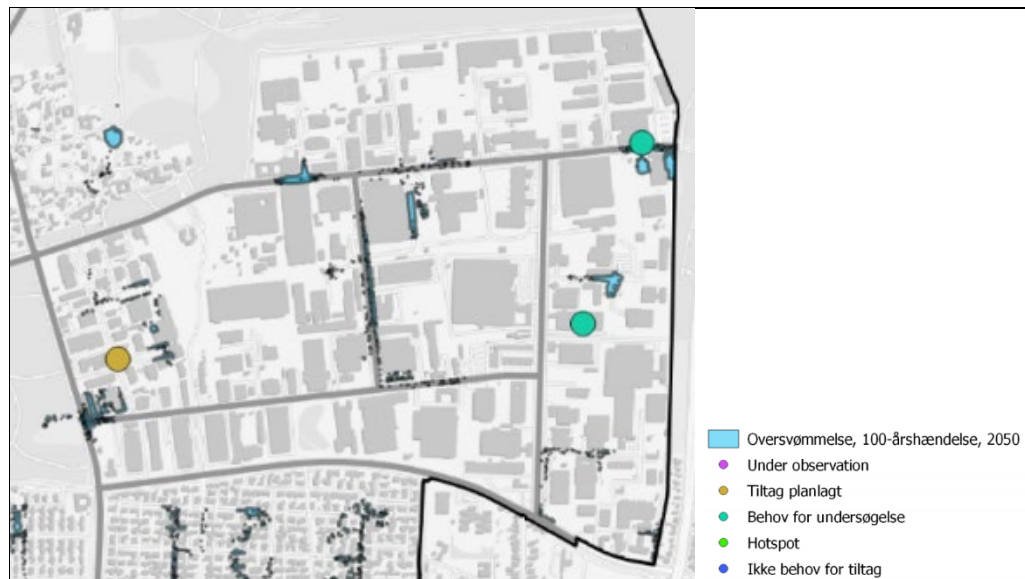 Oversvømmelse, 100-årshændelse, 2050
Under observation
Tiltag planlagt
Behov for undersøgelse
Hotspot
Ikke behov for tiltag